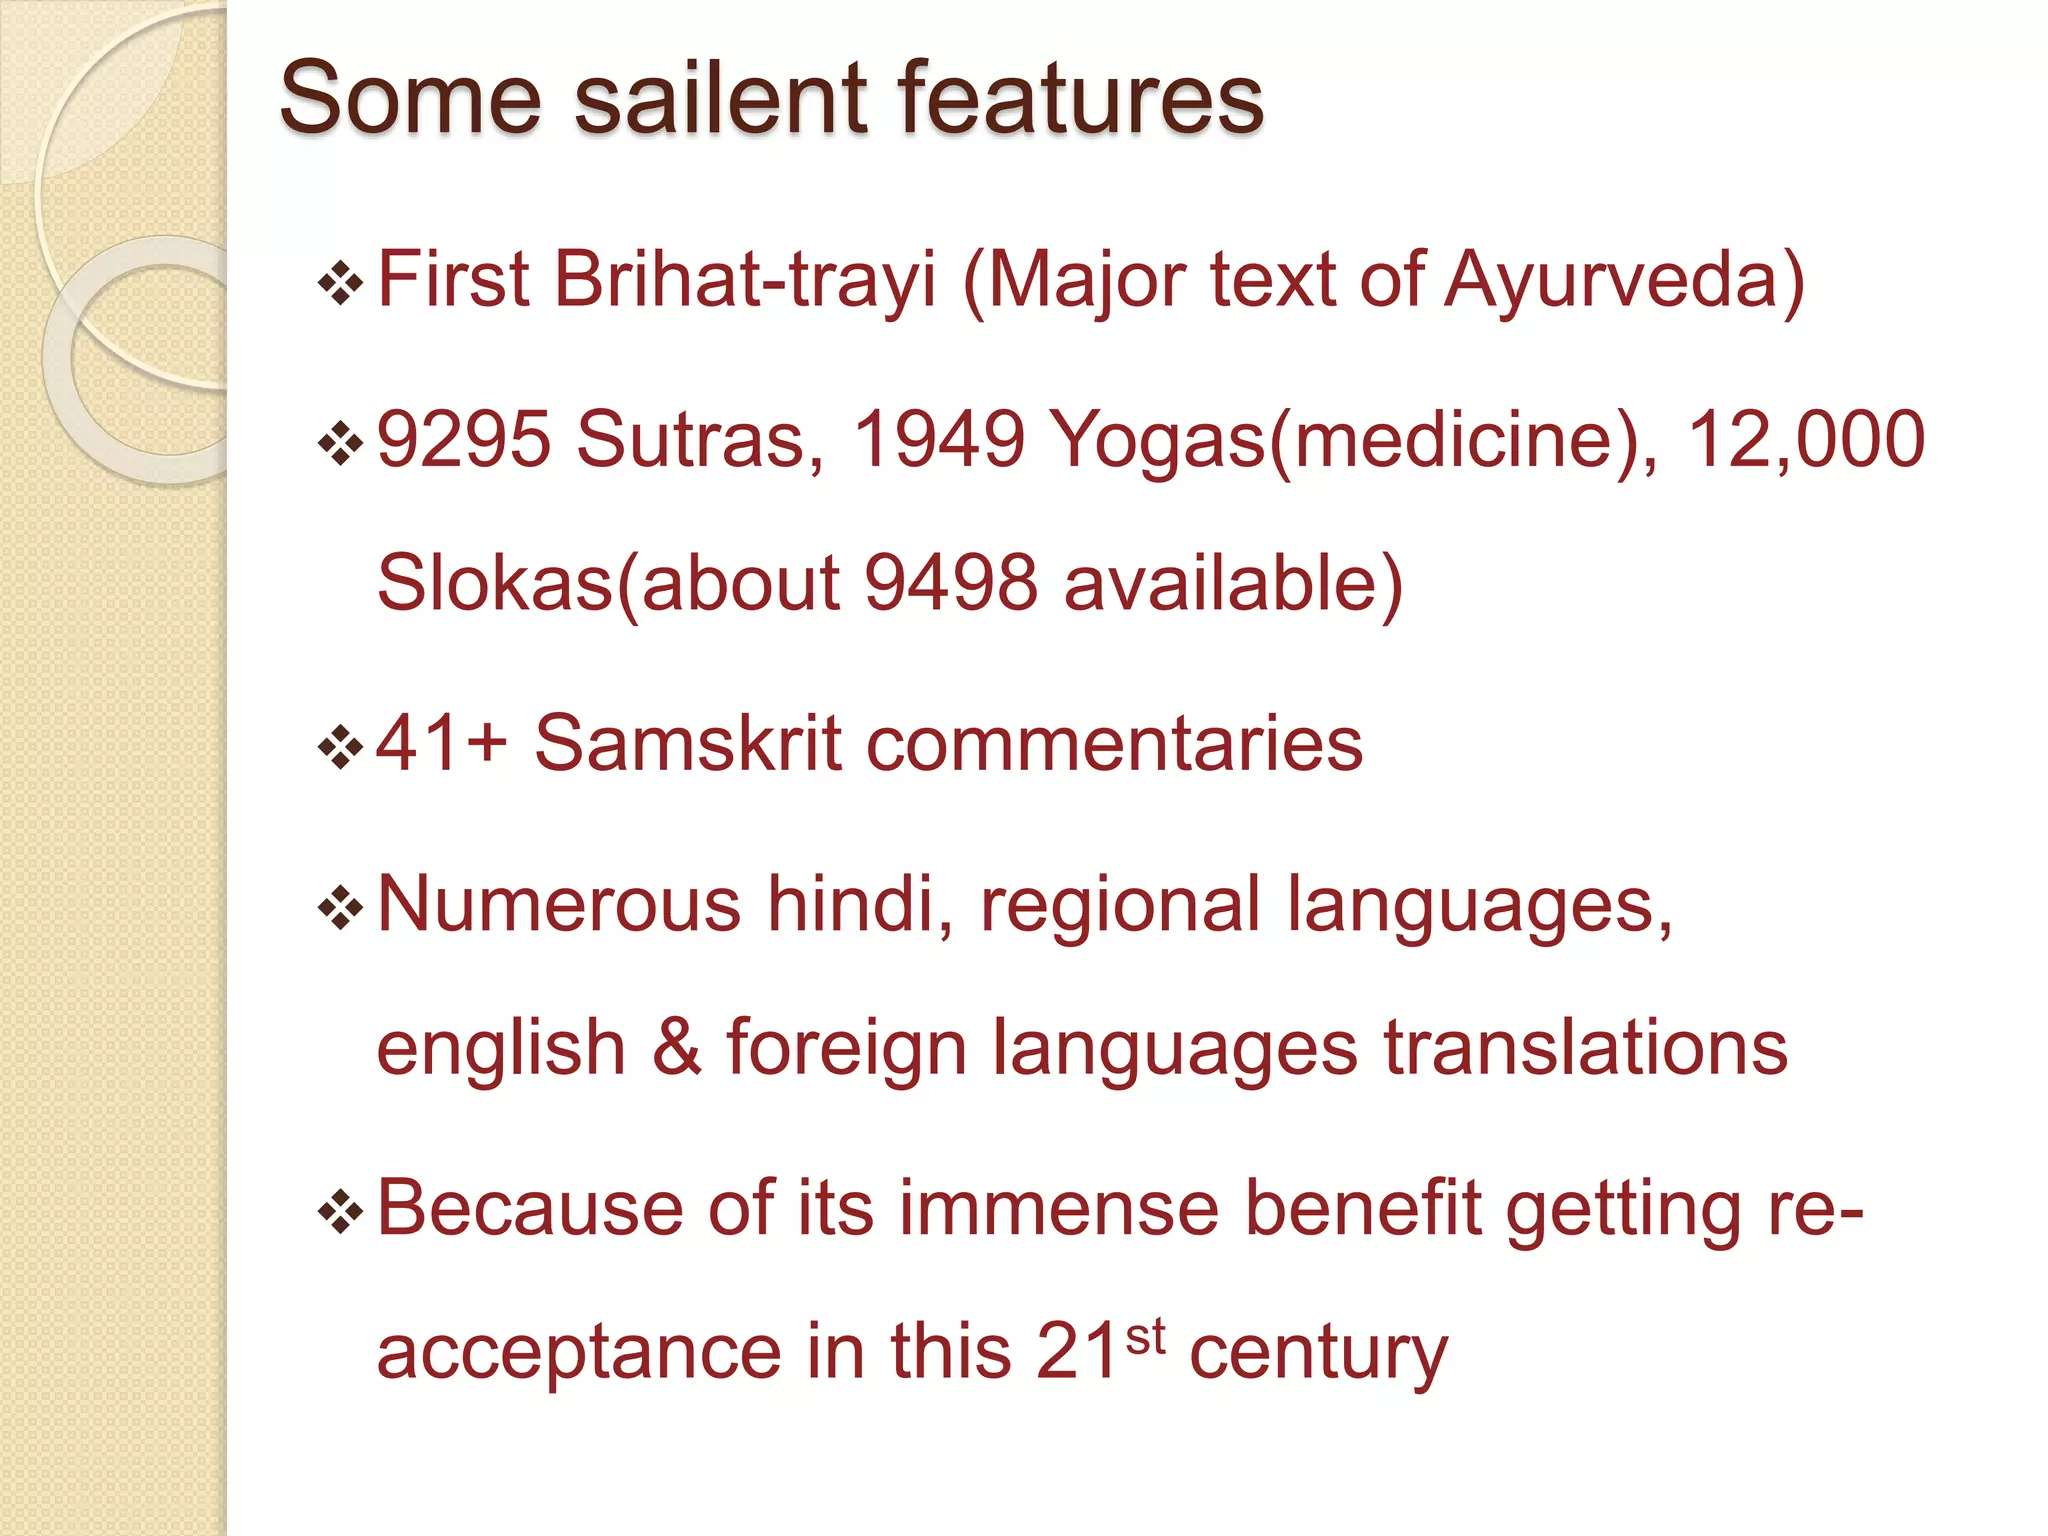 Some sailent features
❖First Brihat-trayi (Major text of Ayurveda)
❖9295 Sutras, 1949 Yogas(medicine), 12,000
Slokas(about 9498 available)
❖41+ Samskrit commentaries
❖Numerous hindi, regional languages,
english & foreign languages translations
❖Because of its immense benefit getting re-
acceptance in this 21st century